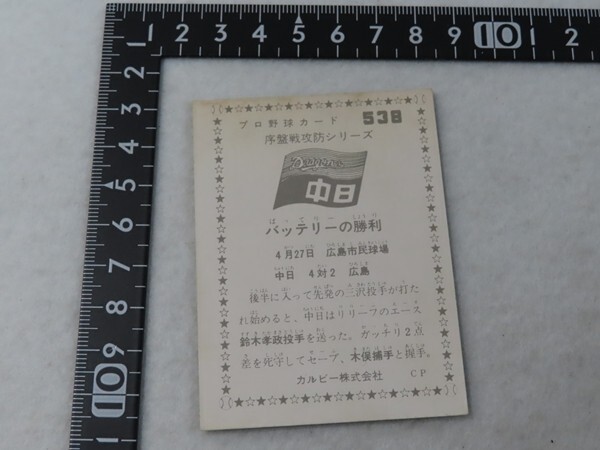 1 2 3 4 5 6 7 8 9 10 1 2
1 2 3 4 5 6 7 8 9 10 1
プロ野球カード 538
序盤戦攻防シリーズ
Dragons
中日
バッテリーの勝利
4月27日 広島市民球場
中日 4対2 広島
後半に入って先発の三沢投手が打た
れ始めると、中日はリリーフのエース
鈴木孝政投手を送った。ガッチリ2点
差を死守してセーブ、木俣捕手と握手。
カルビー株式会社 CP